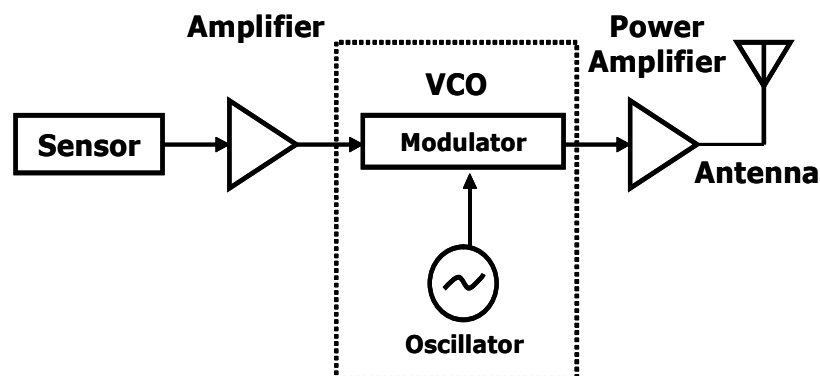 Amplifier
Power
Amplifier
VCO
Sensor
Modulator
Antenna
Oscillator